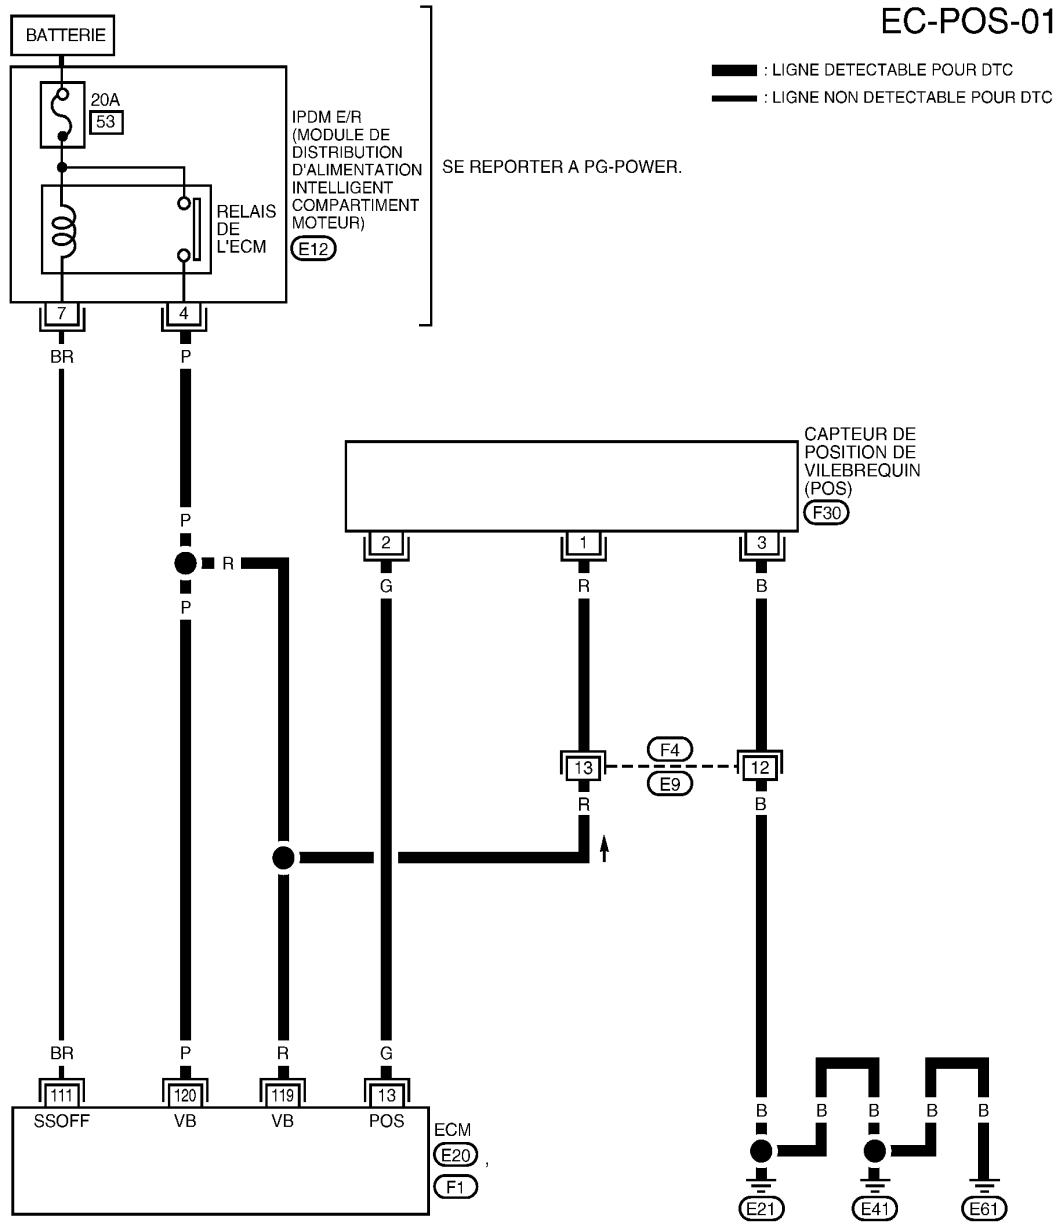 EC-POS-01
BATTERIE
: LIGNE DETECTABLE POUR DTC
: LIGNE NON DETECTABLE POUR DTC
20A
53
IPDM E/R
(MODULE DE
DISTRIBUTION
D'ALIMENTATION
INTELLIGENT
COMPARTIMENT
MOTEUR)
E12
SE REPORTER A PG-POWER.
RELAIS
DE
L'ECM
7
4
BR
P
CAPTEUR DE
POSITION DE
VILEBREQUIN
(POS)
F30
P
2
1
3
R
G
R
B
P
F4
13
12
E9
R
B
BR
P
R
G
111
120
119
13
SSOFF
VB
VB
POS
B
B
B
B
B
ECM
E20 ,
F1
E21
E41
E61